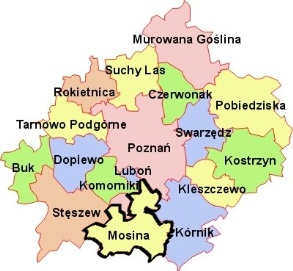 Murowana Goślina
Suchy Las
Rokietnica
Czerwonak
Pobiedziska
Tarnowo Podgórne
Swarzędz
Poznań
Buk
Dopiewo
Kostrzyn
Luboń
Komorniki
Kleszczewo
Stęszew
Mosina
Kórnik